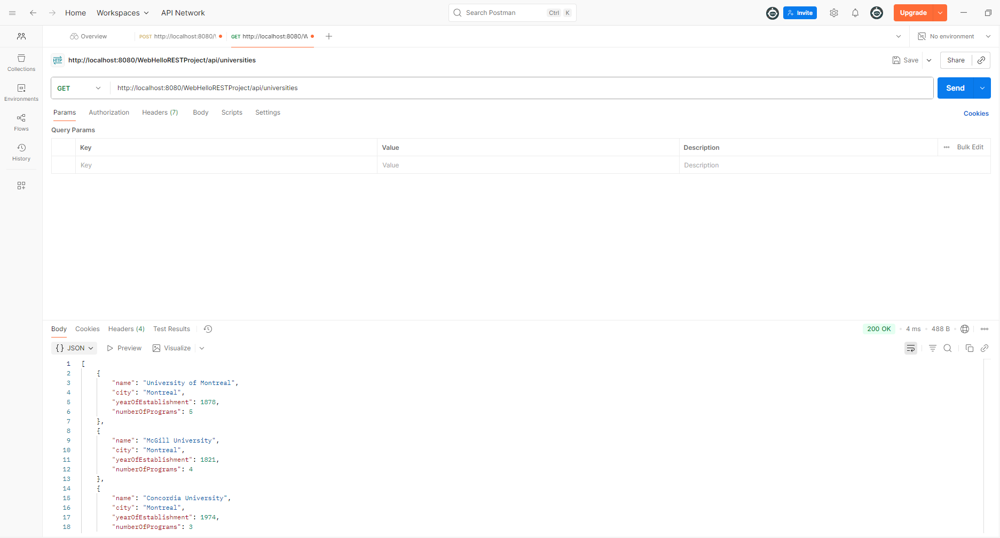 Home Workspaces API Network Search Postman Ctrl K Invite Upgrade
Overview POST http://localhost:8080/\ GET http://localhost:8080/W No environment
HTTP http://localhost:8080/WebHelloRESTProject/api/universities Save Share
Collections
Environments
Flows
History
GET http://localhost:8080/WebHelloRESTProject/api/universities Send
Params Authorization Headers (7) Body Scripts Settings Cookies
Query Params
Key Value Description Bulk Edit
Key Value Description
Body Cookies Headers (4) Test Results 200 OK 4 ms 488 B
{} JSON Preview Visualize
1 [
2 {
3 "name": "University of Montreal",
4 "city": "Montreal",
5 "yearOfEstablishment": 1878,
6 "numberOfPrograms": 5
7 },
8 {
9 "name": "McGill University",
10 "city": "Montreal",
11 "yearOfEstablishment": 1821,
12 "numberOfPrograms": 4
13 },
14 {
15 "name": "Concordia University",
16 "city": "Montreal",
17 "yearOfEstablishment": 1974,
18 "numberOfPrograms": 3